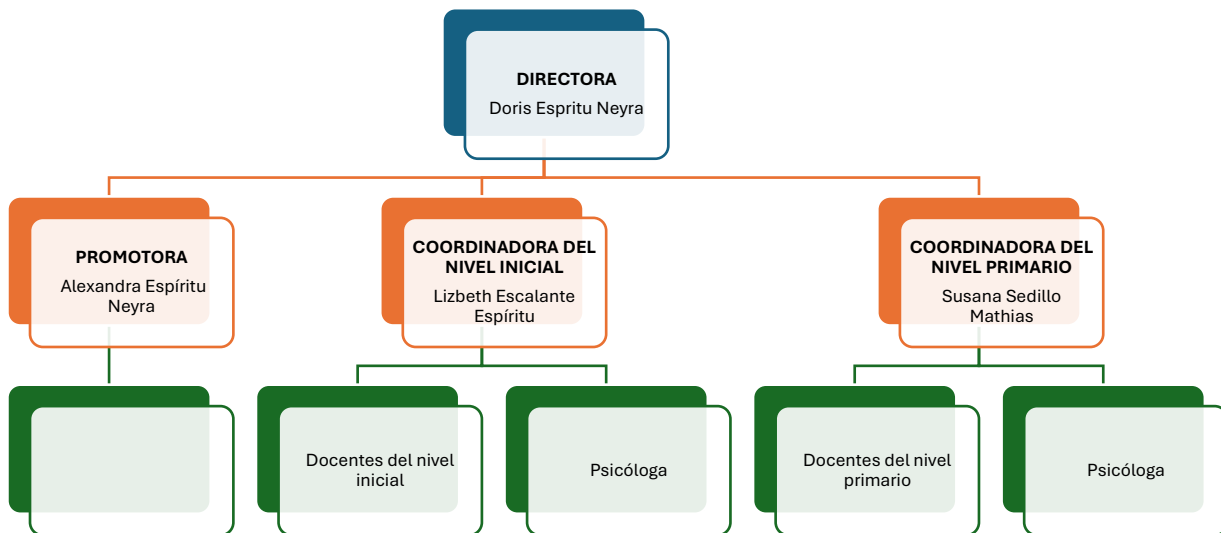 DIRECTORA
Doris Espritu Neyra
PROMOTORA
Alexandra Espíritu
Neyra
COORDINADORA DEL
NIVEL INICIAL
Lizbeth Escalante
Espíritu
COORDINADORA DEL
NIVEL PRIMARIO
Susana Sedillo
Mathias
Docentes del nivel
inicial
Psicóloga
Docentes del nivel
primario
Psicóloga